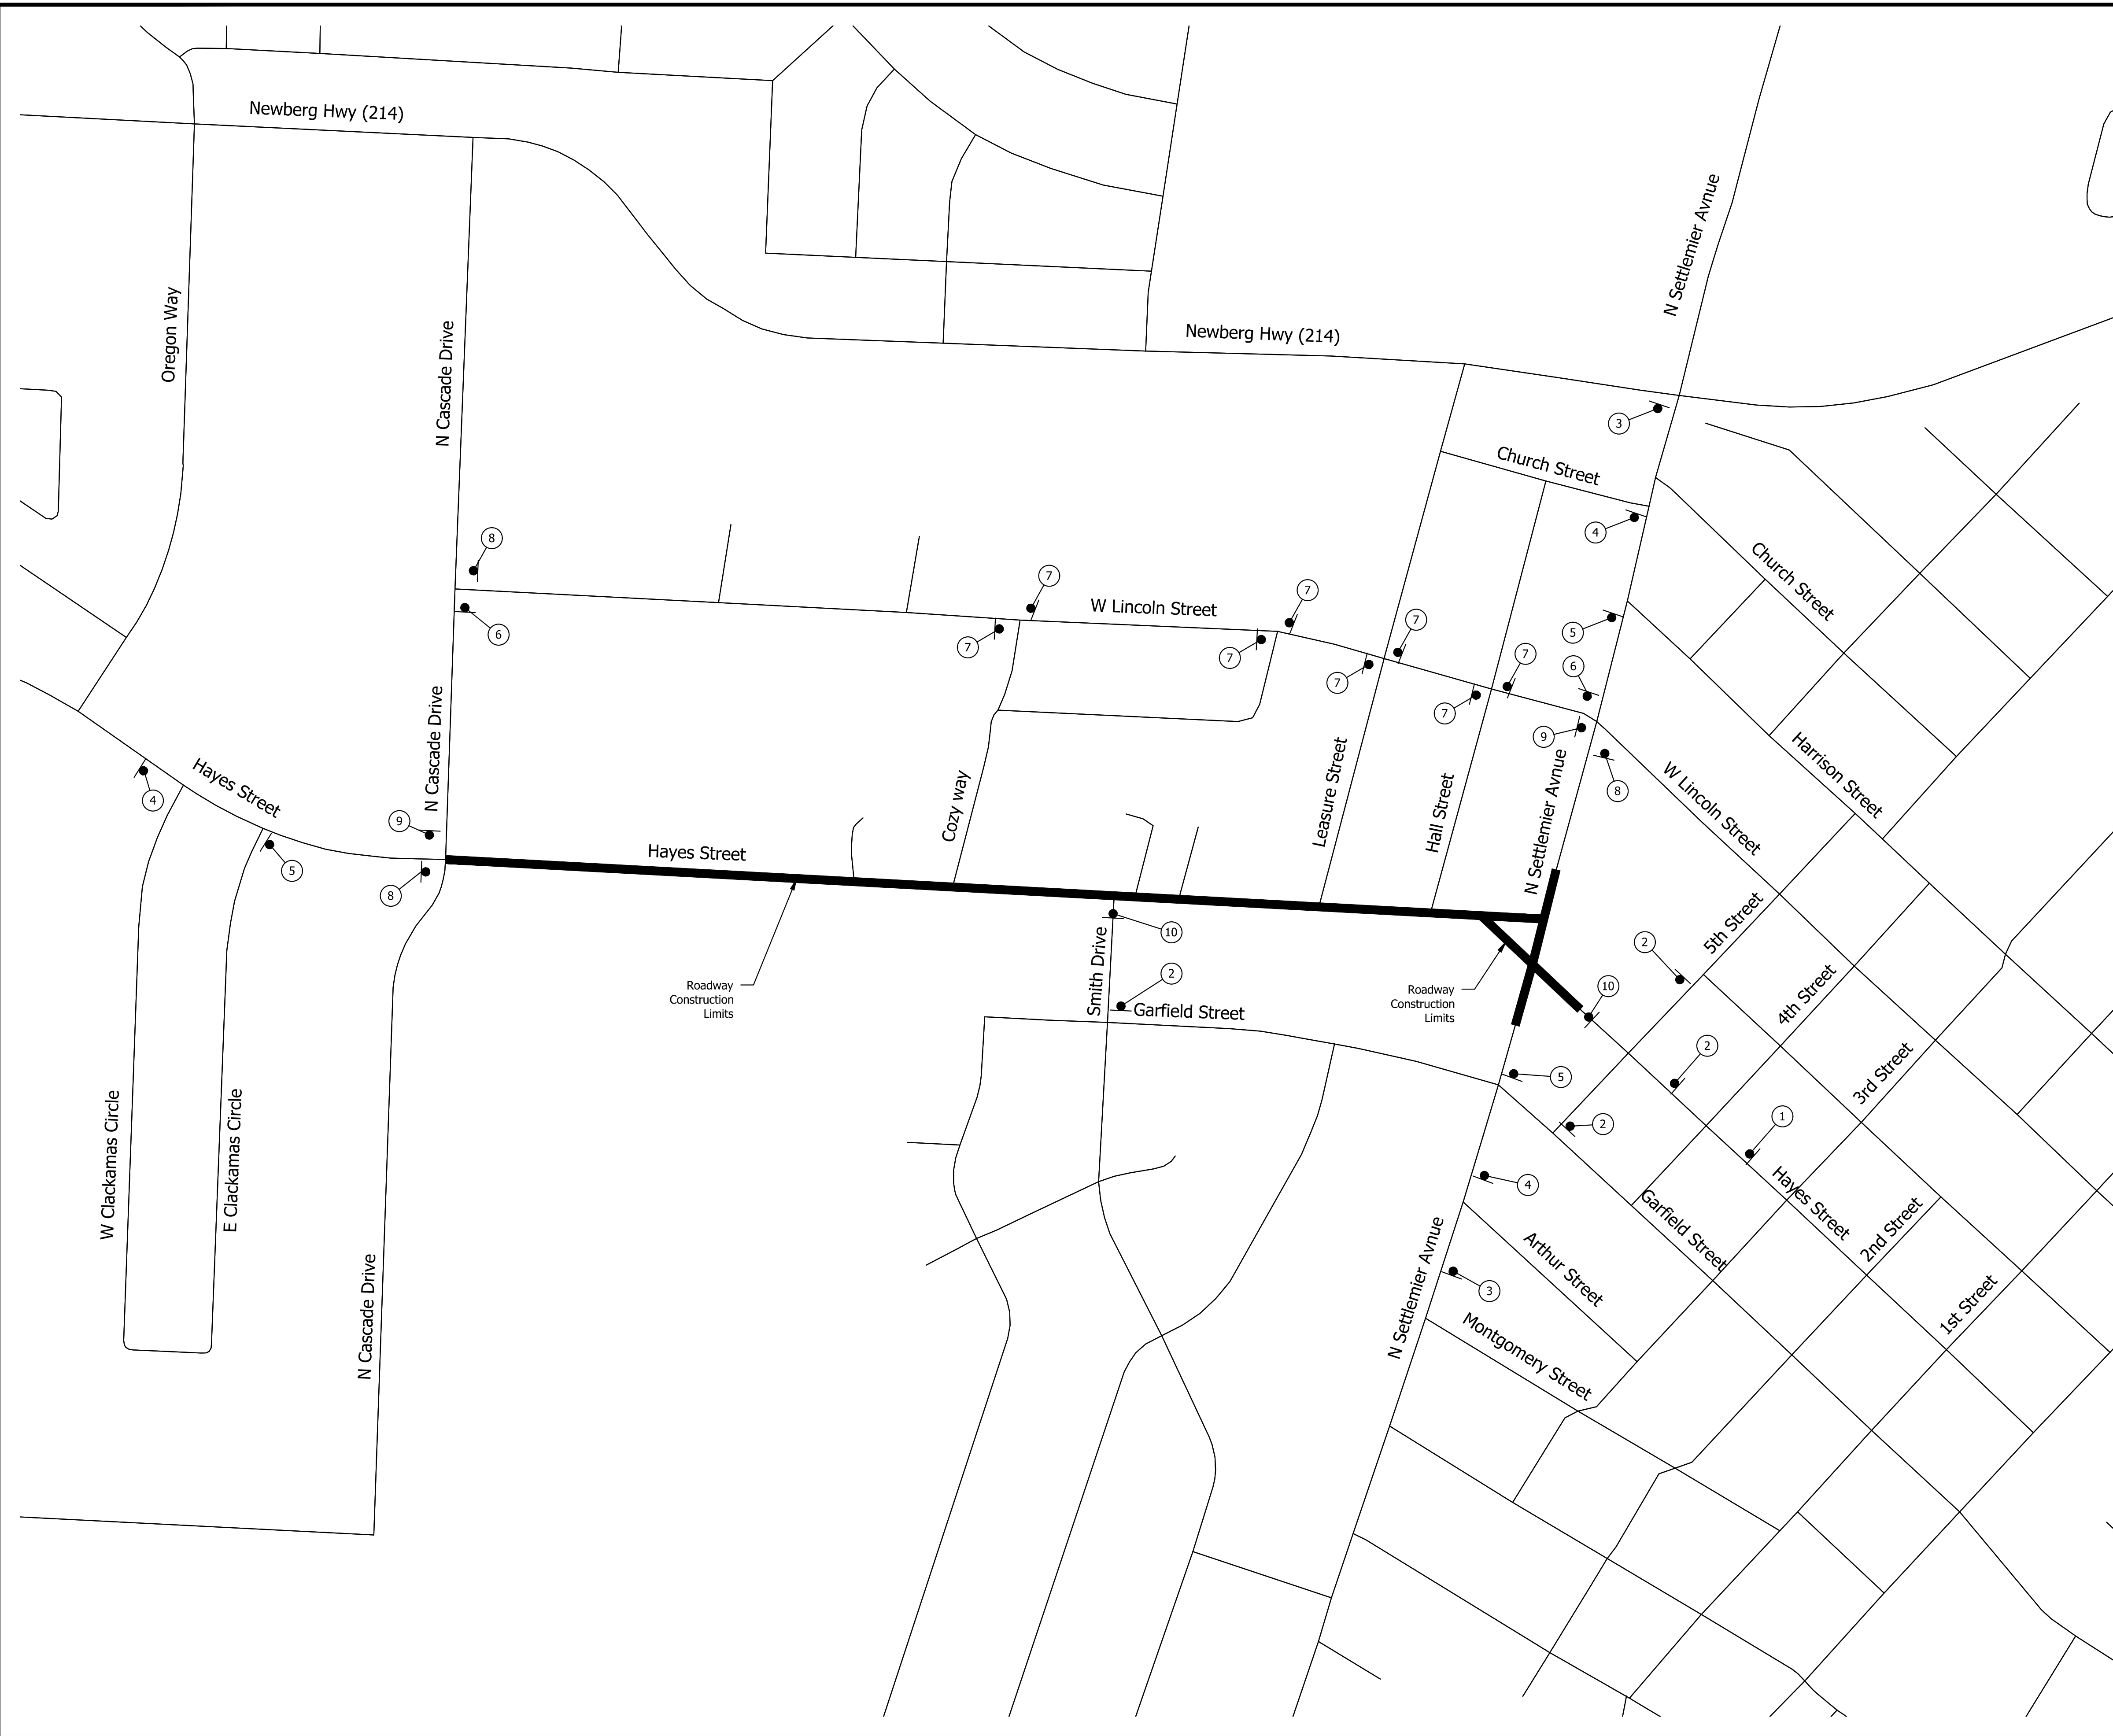 Newberg Hwy (214)
N Settlemier Avnue
Oregon Way
N Cascade Drive
Newberg Hwy (214)
3
Church Street
4
8
Church Street
7
7
W Lincoln Street
7
5
6
7
7
7
6
7
7
9
N Cascade Drive
Hayes Street
4
Leasure Street
Hall Street
N Settlemier Avnue
8
W Lincoln Street
Harrison Street
Cozy way
9
Hayes Street
5
8
10
Smith Drive
2
5th Street
2
Roadway
Construction
Limits
Roadway
Construction
Limits
10
4th Street
Garfield Street
2
3rd Street
5
1
2
W Clackamas Circle
E Clackamas Circle
4
Hayes Street
Garfield Street
2nd Street
N Settlemier Avnue
Arthur Street
3
1st Street
N Cascade Drive
Montgomery Street